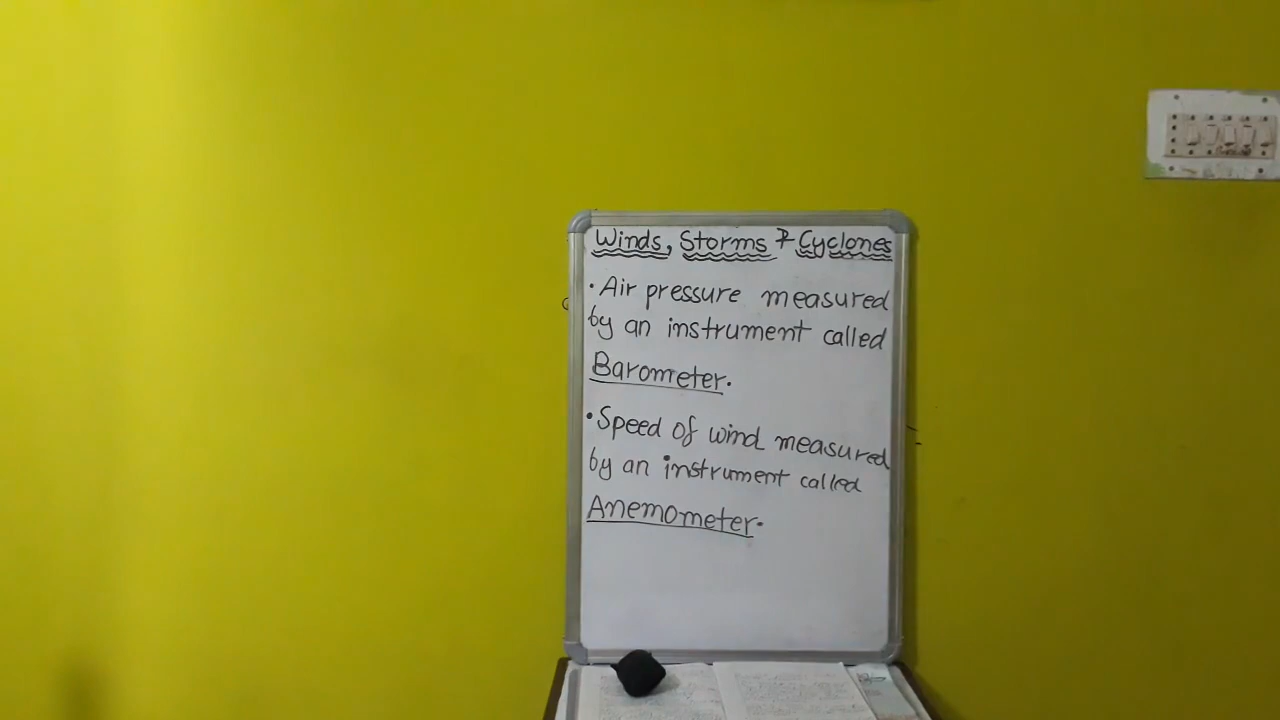 Winds, Storms & Cyclones
• Air pressure measured
by an instrument called
Barometer.
• Speed of wind measured
by an instrument called
Anemometer.